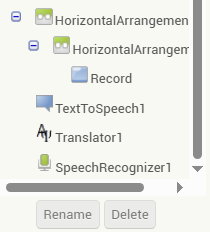 HorizontalArrangemen
HorizontalArrangem
Record
TextToSpeech1
Translator1
SpeechRecognizer1
Rename Delete